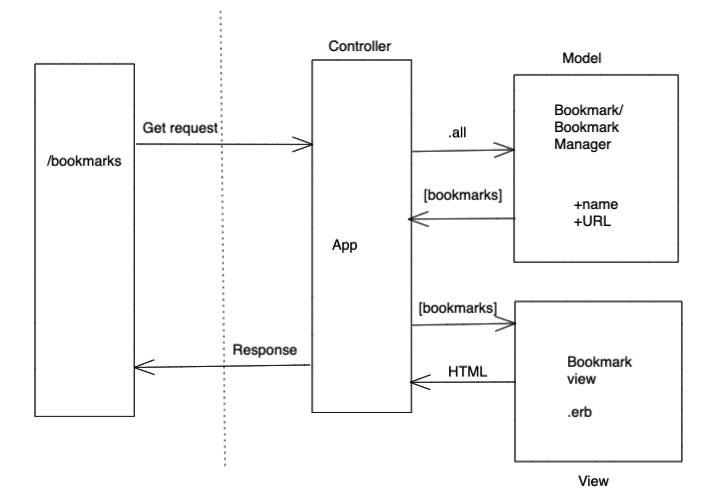 Controller
Model
Get request
/bookmarks
.all
Bookmark/
Bookmark
Manager
[bookmarks]
+name
+URL
App
[bookmarks]
Response
HTML
Bookmark
view
.erb
View